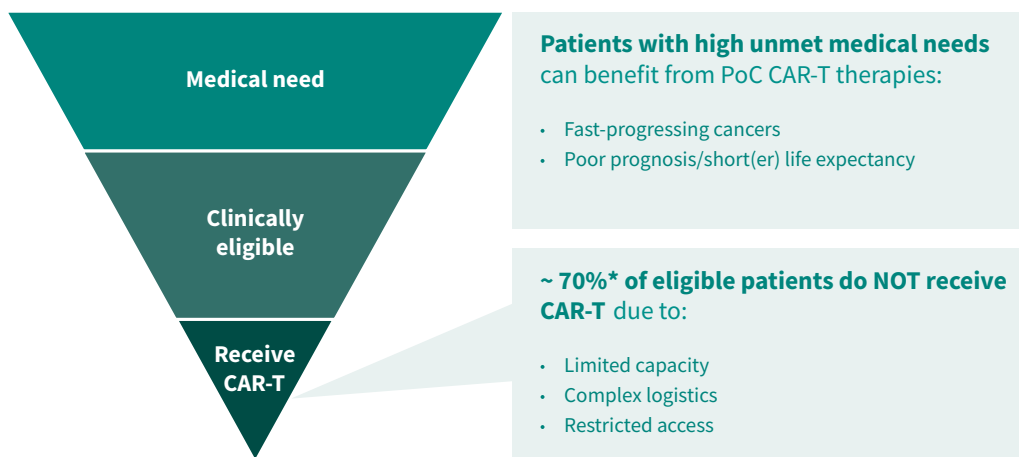 Medical need
Clinically
eligible
Receive
CAR-T
Patients with high unmet medical needs
can benefit from PoC CAR-T therapies:
• Fast-progressing cancers
• Poor prognosis/short(er) life expectancy
~ 70%* of eligible patients do NOT receive
CAR-T due to:
• Limited capacity
• Complex logistics
• Restricted access